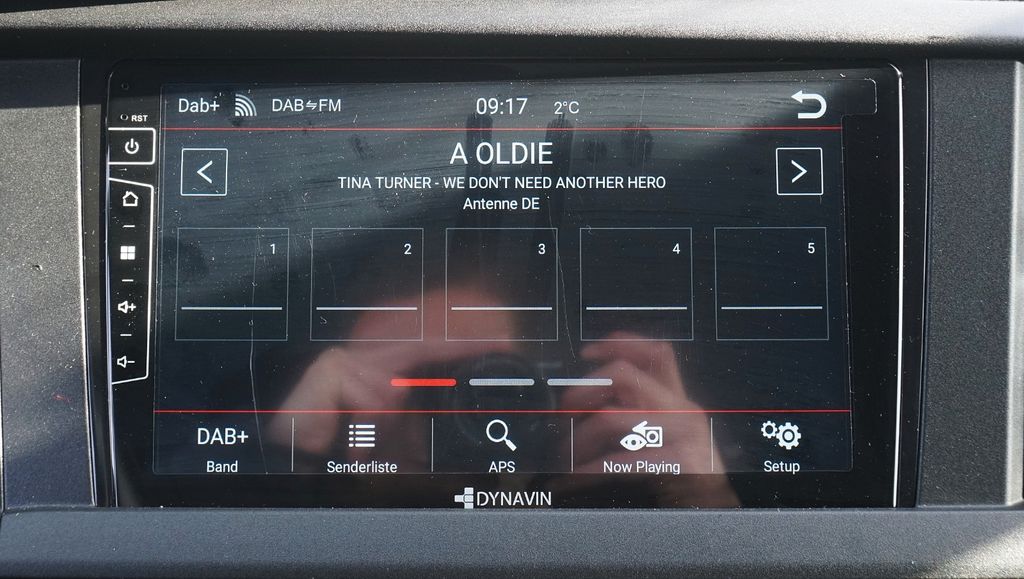 RST
Dab+ DAB⇋FM 09:17 2°C
A OLDIE
TINA TURNER - WE DON'T NEED ANOTHER HERO
Antenne DE
1 2 3 4 5
DAB+
Band Senderliste APS Now Playing Setup
DYNAVIN